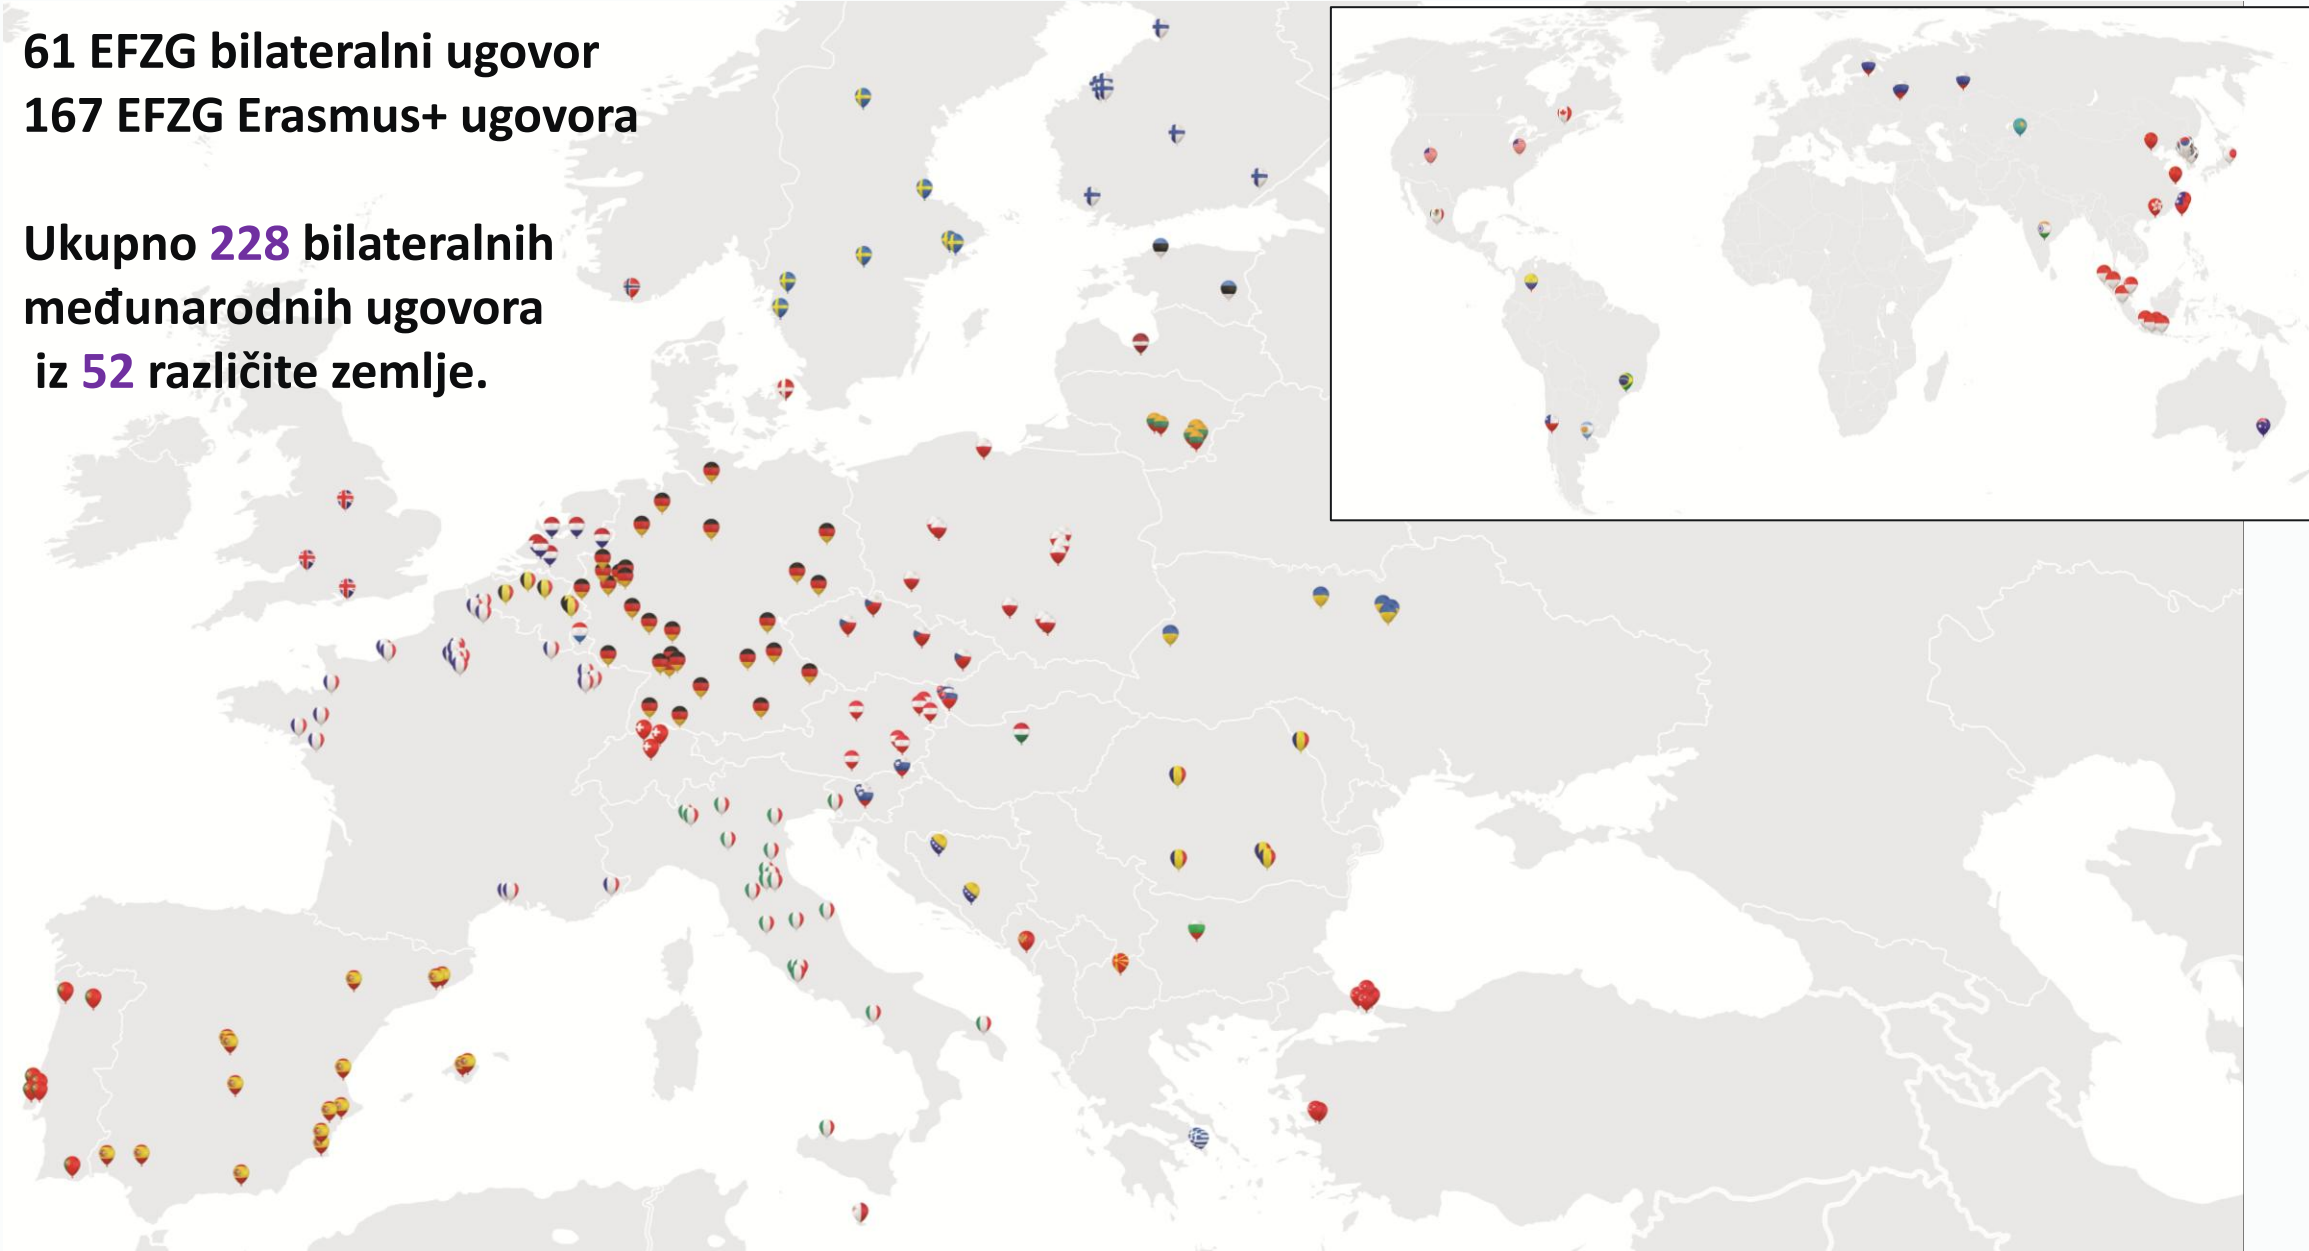 61 EFZG bilateralni ugovor
167 EFZG Erasmus+ ugovora
Ukupno 228 bilateralnih
međunarodnih ugovora
iz 52 različite zemlje.